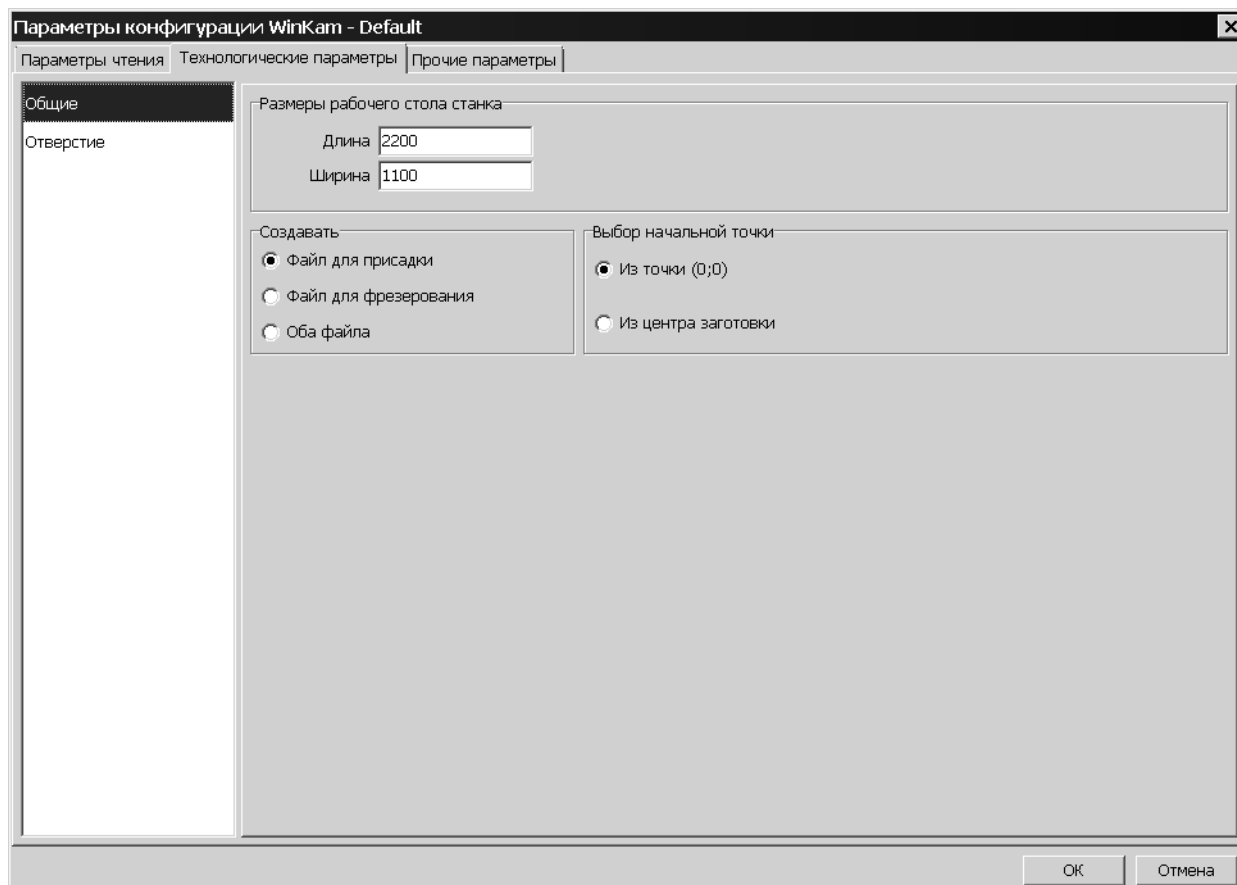 Параметры конфигурации WinKam - Default
Параметры чтения Технологические параметры Прочие параметры
Общие
Отверстие
Размеры рабочего стола станка
Длина 2200
Ширина 1100
Создавать
Файл для присадки
Файл для фрезерования
Оба файла
Выбор начальной точки
Из точки (0;0)
Из центра заготовки
ОК Отмена